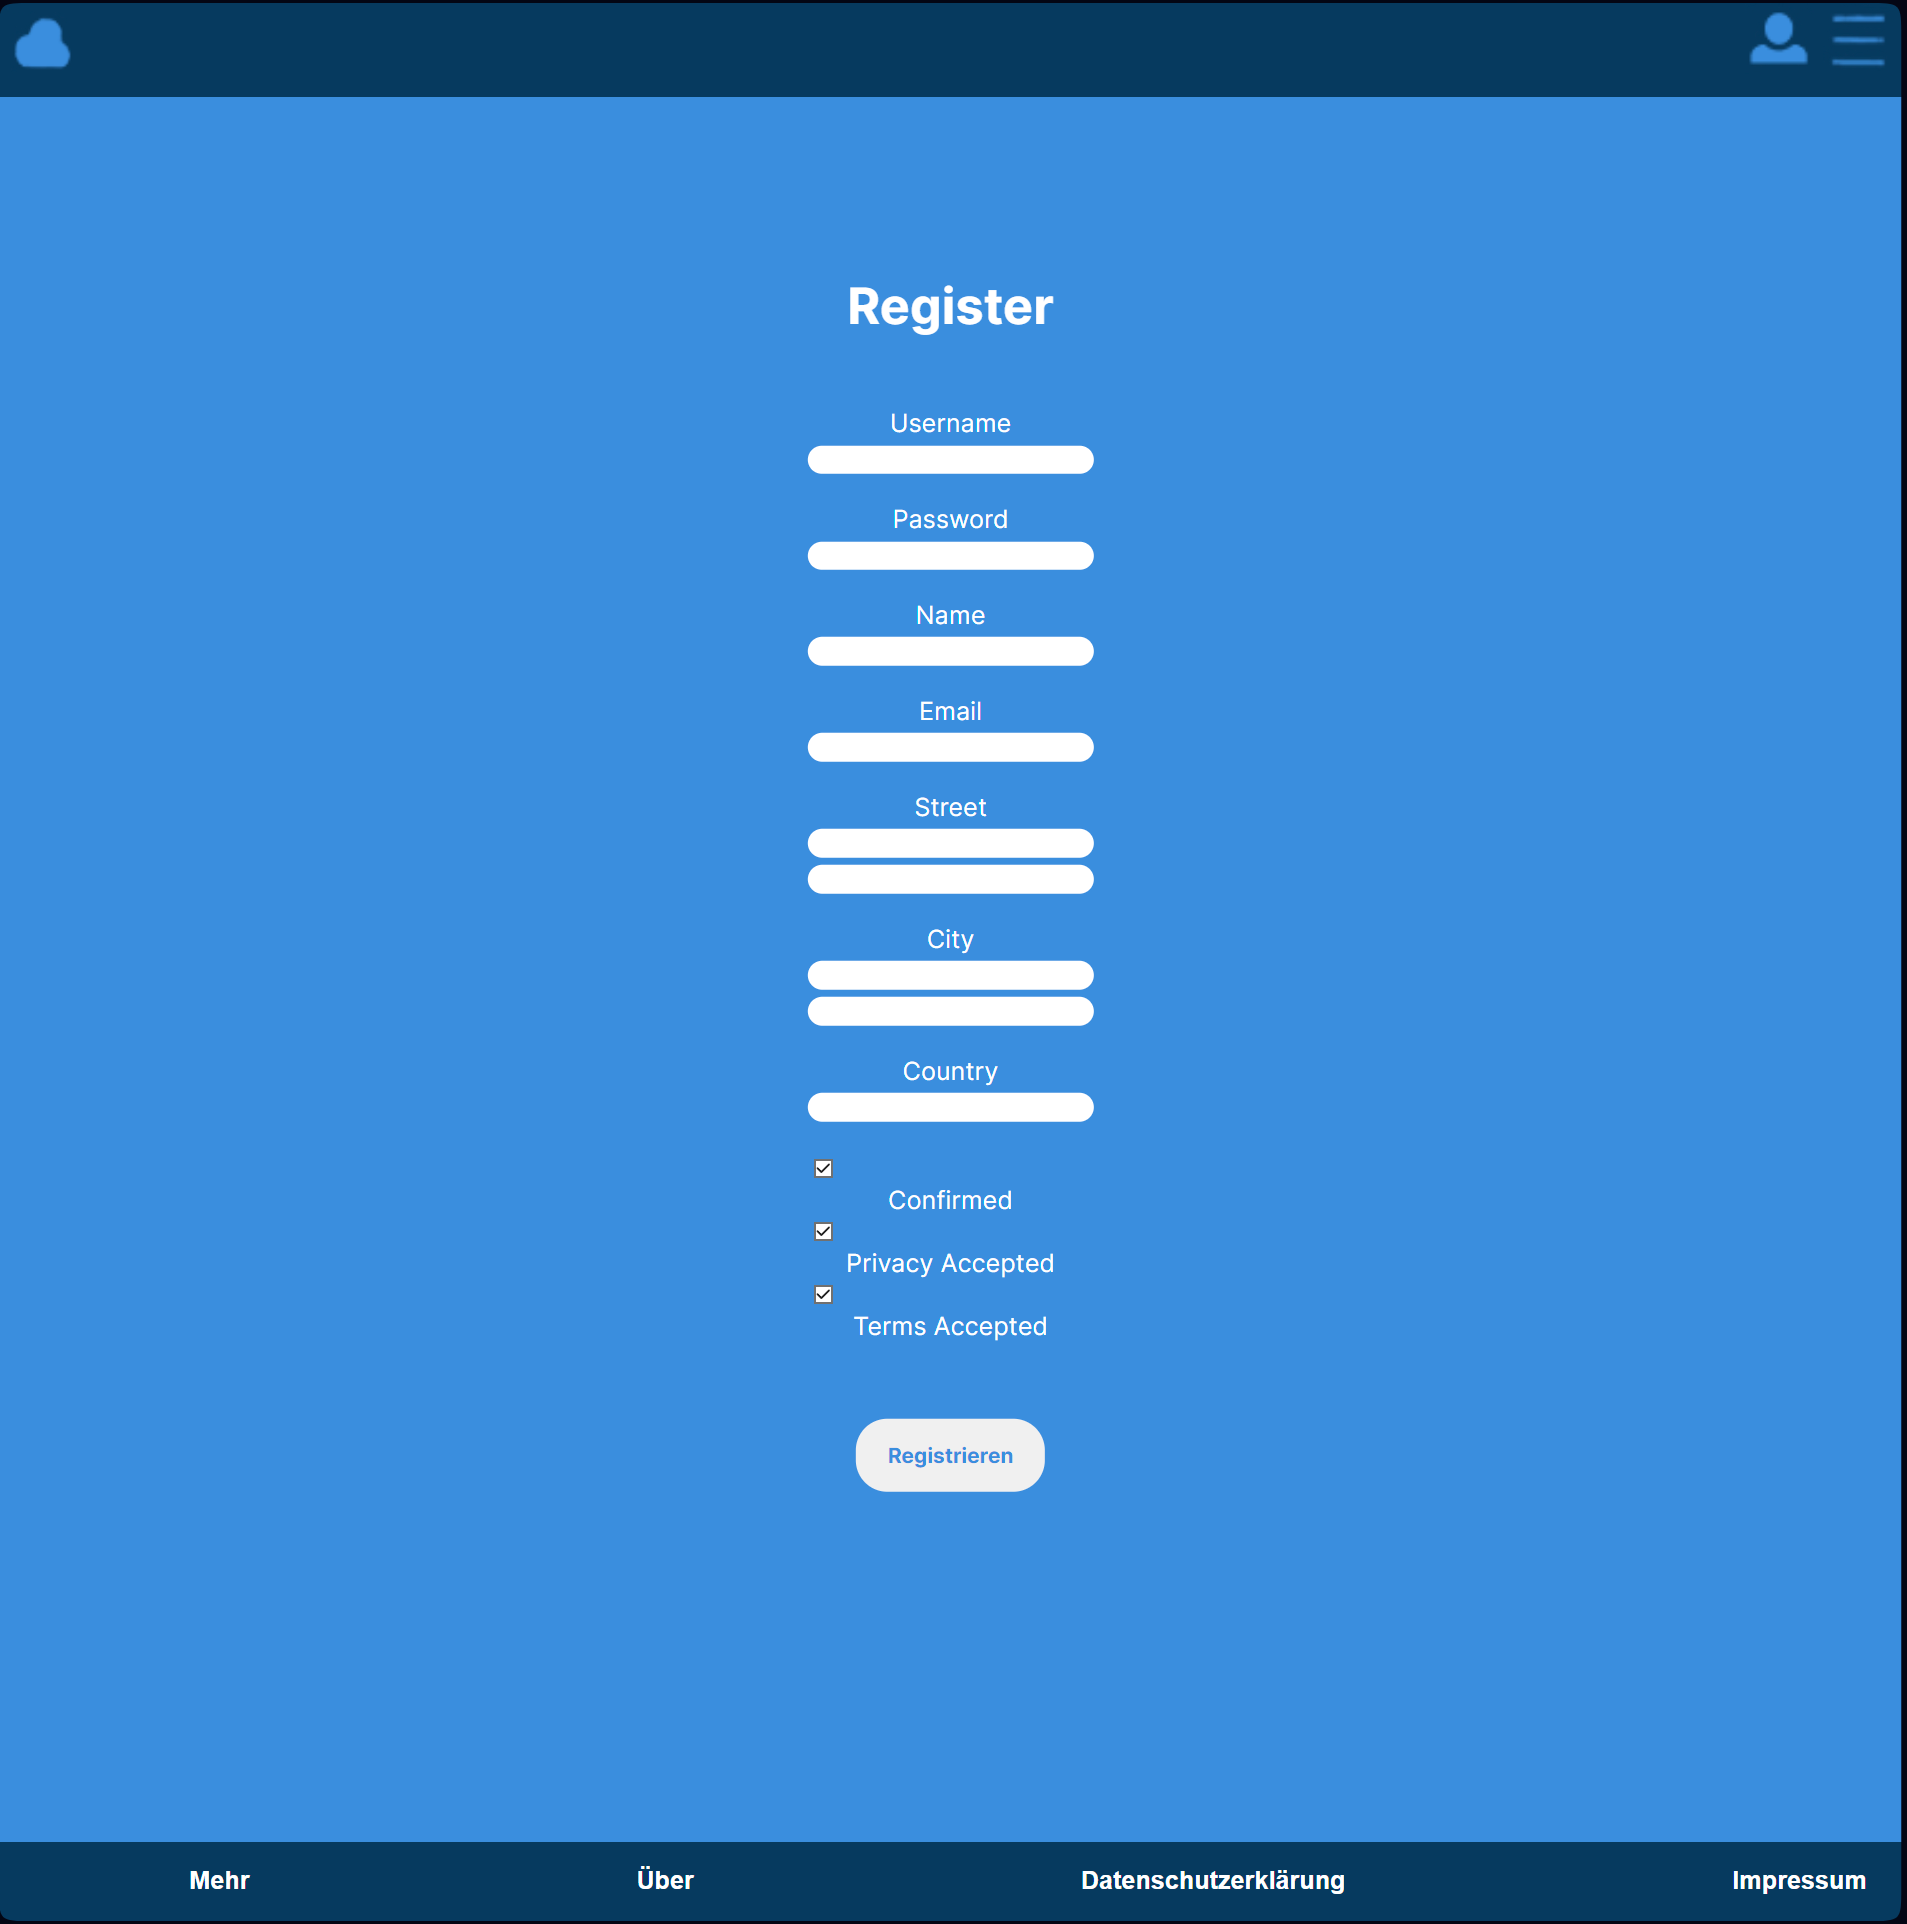 Register
Username
Password
Name
Email
Street
City
Country
Confirmed
Privacy Accepted
Terms Accepted
Registrieren
Mehr Über Datenschutzerklärung Impressum